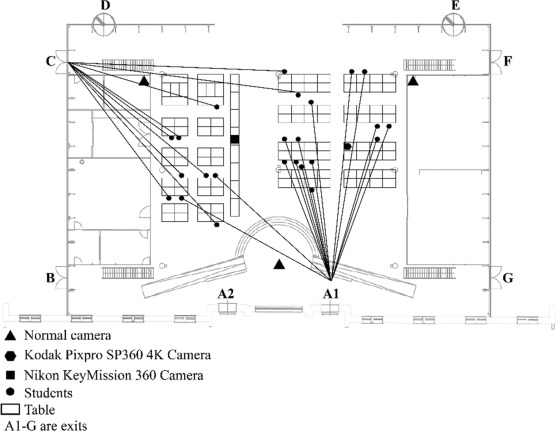 D
E
C
F
B
A2
A1
G
Normal camera
Kodak Pixpro SP360 4K Camera
Nikon KeyMission 360 Camera
Students
Table
A1-G are exits